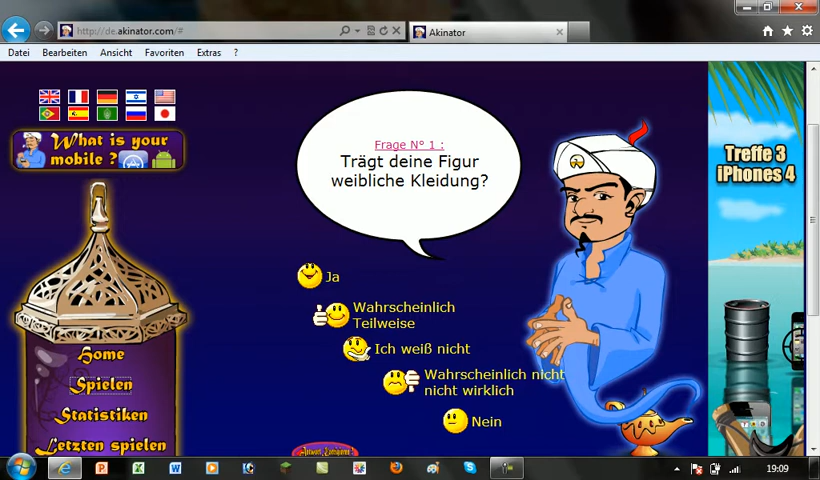 http://de.akinator.com/#
Akinator
Datei Bearbeiten Ansicht Favoriten Extras ?
What is your
mobile ?
Frage N° 1 :
Trägt deine Figur
weibliche Kleidung?
Treffe 3
iPhones 4
Ja
Wahrscheinlich
Teilweise
Ich weiß nicht
Wahrscheinlich nicht
nicht wirklich
Nein
Home
Spielen
Statistiken
Letzten spielen
19:09